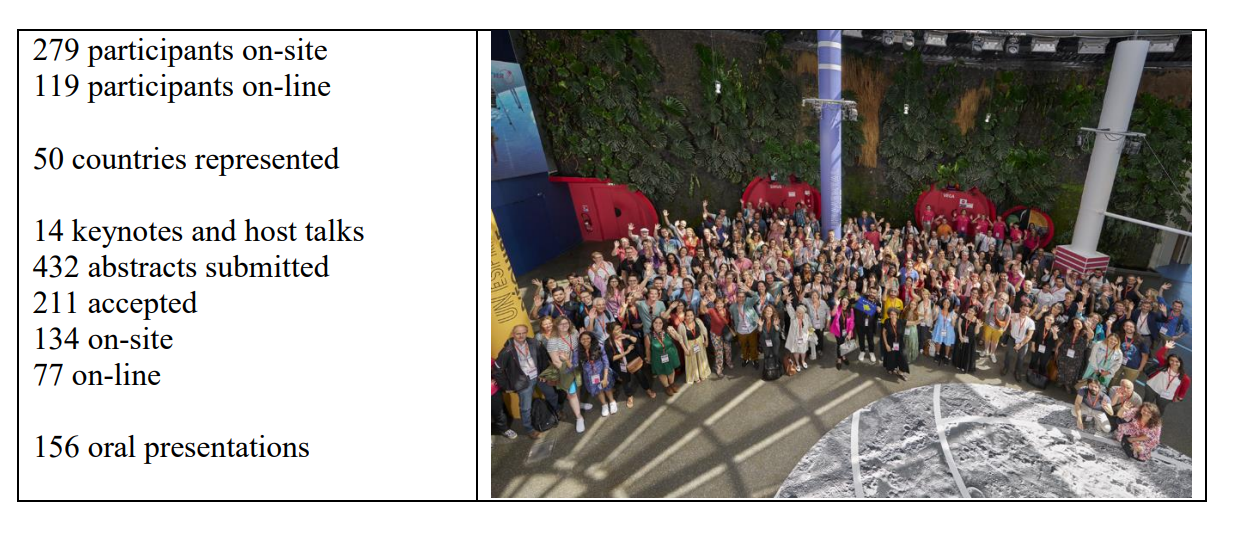 279 participants on-site
119 participants on-line
50 countries represented
14 keynotes and host talks
432 abstracts submitted
211 accepted
134 on-site
77 on-line
156 oral presentations